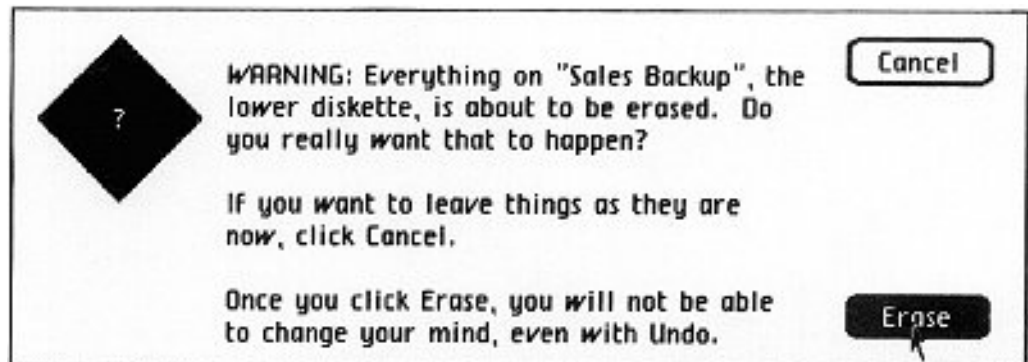 ?
WARNING: Everything on "Sales Backup", the
lower diskette, is about to be erased.  Do
you really want that to happen?
If you want to leave things as they are
now, click Cancel.
Once you click Erase, you will not be able
to change your mind, even with Undo.
Cancel
Erase